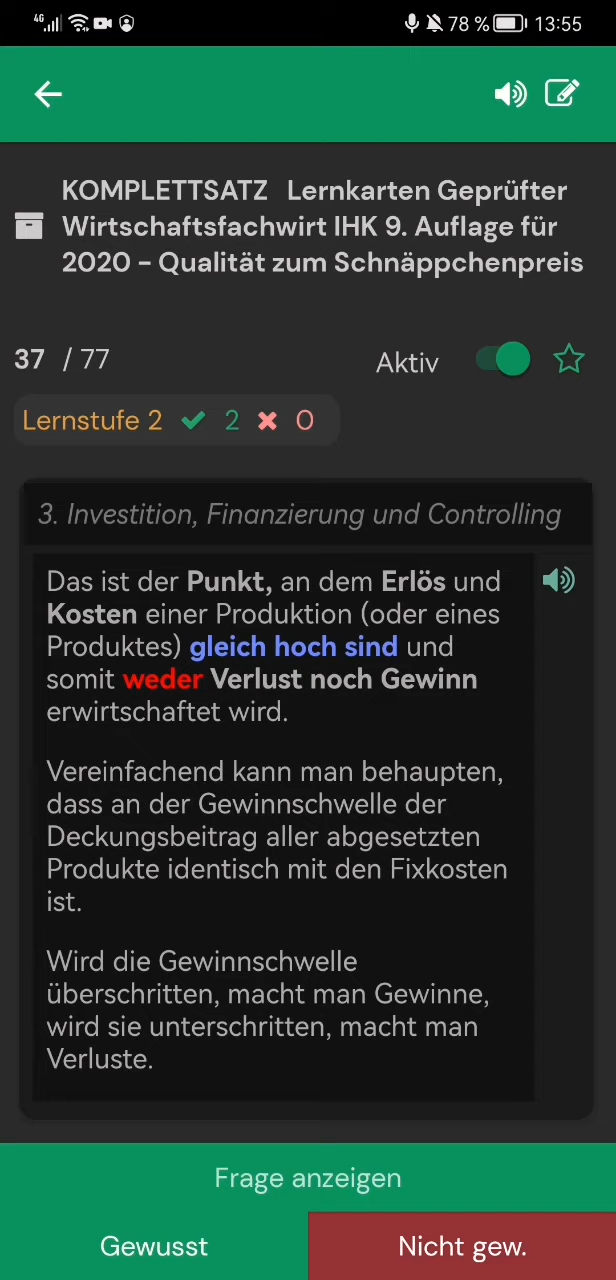 4G 78 % 13:55
KOMPLETTSATZ Lernkarten Geprüfter
Wirtschaftsfachwirt IHK 9. Auflage für
2020 – Qualität zum Schnäppchenpreis
37 / 77 Aktiv
Lernstufe 2 2 0
3. Investition, Finanzierung und Controlling
Das ist der Punkt, an dem Erlös und
Kosten einer Produktion (oder eines
Produktes) gleich hoch sind und
somit weder Verlust noch Gewinn
erwirtschaftet wird.
Vereinfachend kann man behaupten,
dass an der Gewinnschwelle der
Deckungsbeitrag aller abgesetzten
Produkte identisch mit den Fixkosten
ist.
Wird die Gewinnschwelle
überschritten, macht man Gewinne,
wird sie unterschritten, macht man
Verluste.
Frage anzeigen
Gewusst Nicht gew.